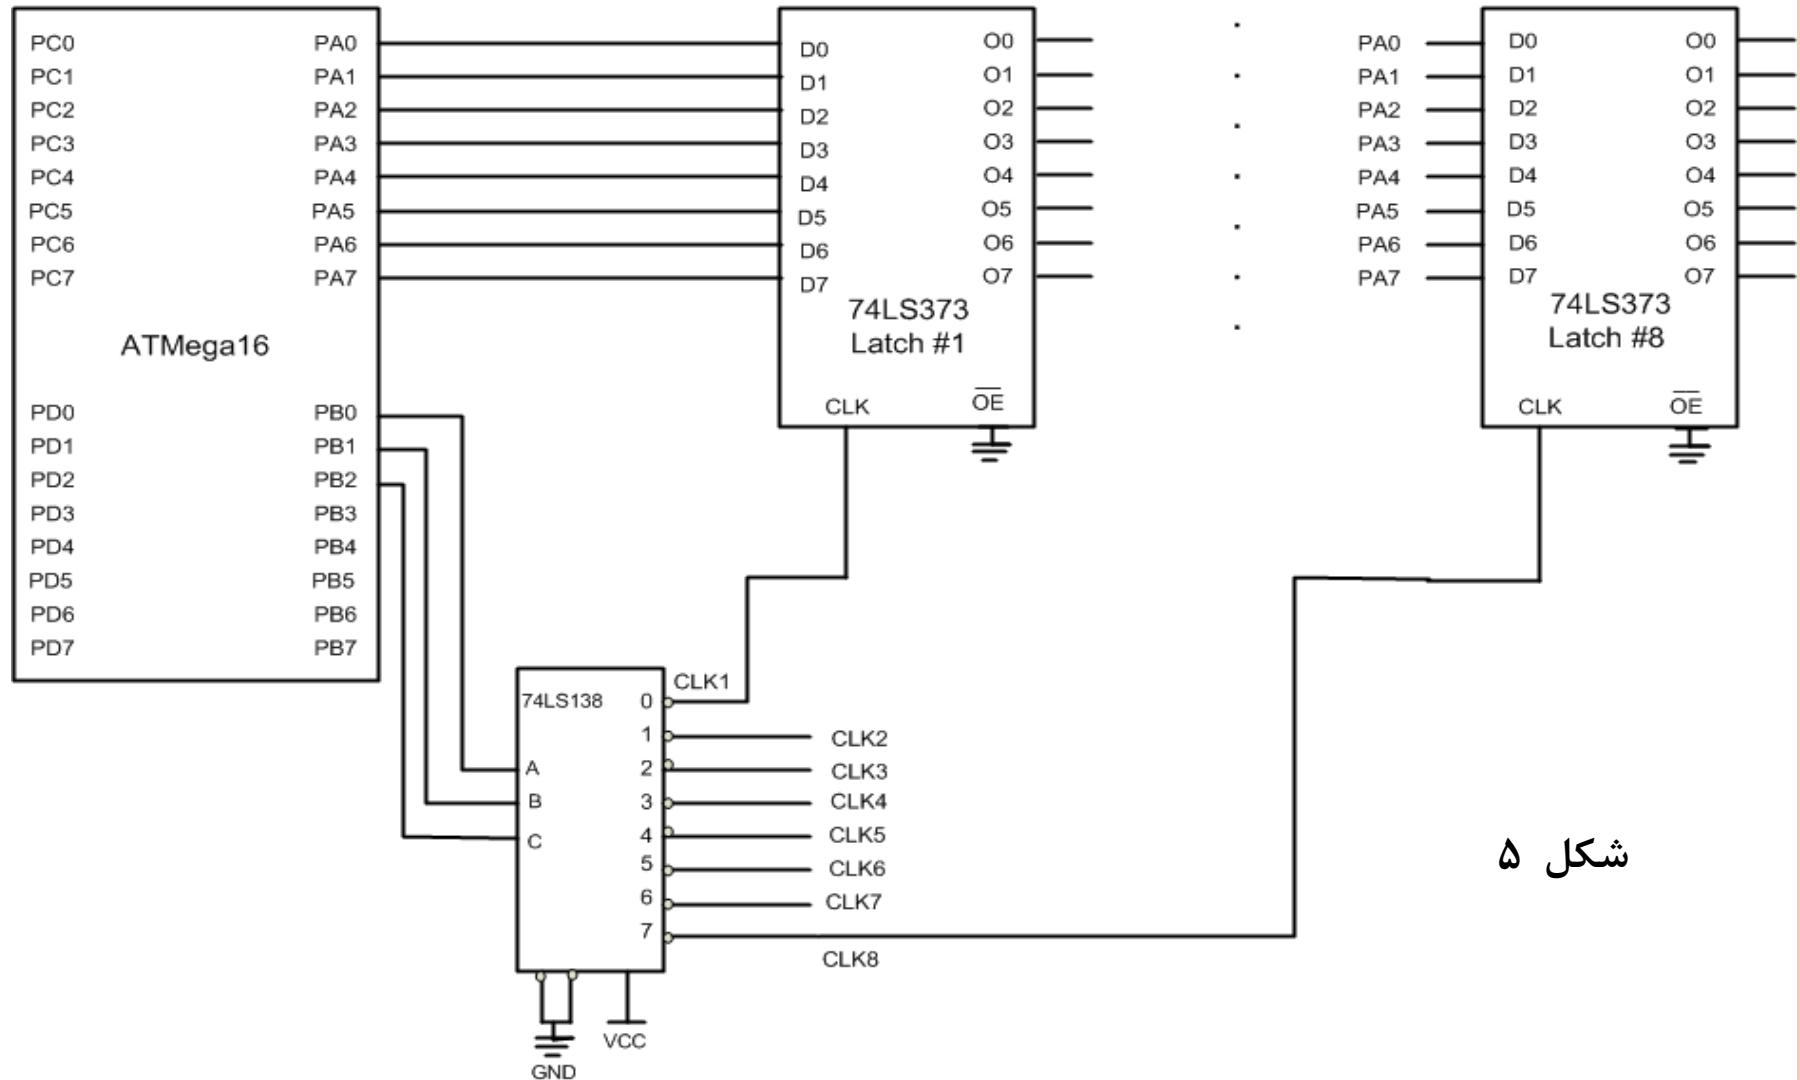 PC0 PA0
PC1 PA1
PC2 PA2
PC3 PA3
PC4 PA4
PC5 PA5
PC6 PA6
PC7 PA7
ATMega16
PD0 PB0
PD1 PB1
PD2 PB2
PD3 PB3
PD4 PB4
PD5 PB5
PD6 PB6
PD7 PB7
D0 O0
D1 O1
D2 O2
D3 O3
D4 O4
D5 O5
D6 O6
D7 O7
74LS373
Latch #1
CLK OE
PA0 D0 O0
PA1 D1 O1
PA2 D2 O2
PA3 D3 O3
PA4 D4 O4
PA5 D5 O5
PA6 D6 O6
PA7 D7 O7
74LS373
Latch #8
CLK OE
74LS138 0 CLK1
1 CLK2
A 2 CLK3
B 3 CLK4
C 4 CLK5
5 CLK6
6 CLK7
7 CLK8
VCC
GND
شکل ۵